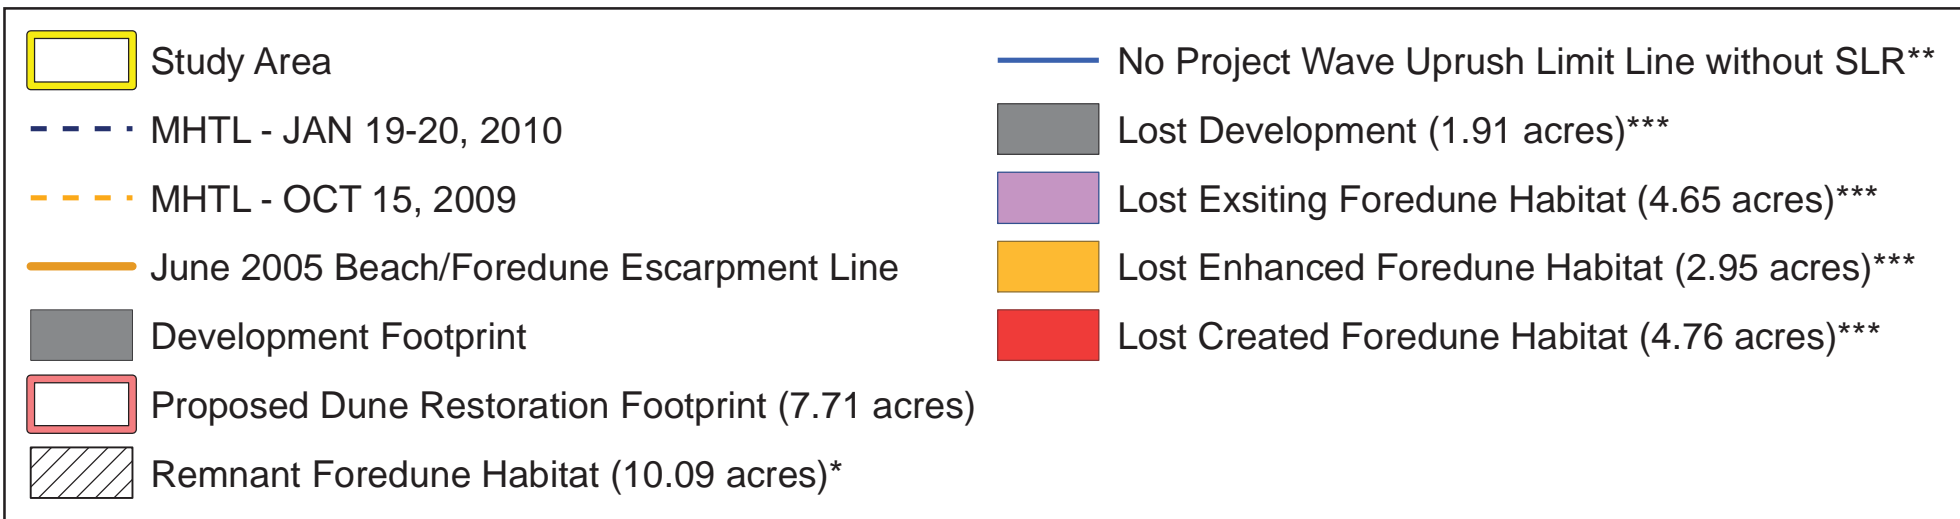 Study Area
MHTL - JAN 19-20, 2010
MHTL - OCT 15, 2009
June 2005 Beach/Foredune Escarpment Line
Development Footprint
Proposed Dune Restoration Footprint (7.71 acres)
Remnant Foredune Habitat (10.09 acres)*
No Project Wave Uprush Limit Line without SLR**
Lost Development (1.91 acres)***
Lost Exsiting Foredune Habitat (4.65 acres)***
Lost Enhanced Foredune Habitat (2.95 acres)***
Lost Created Foredune Habitat (4.76 acres)***